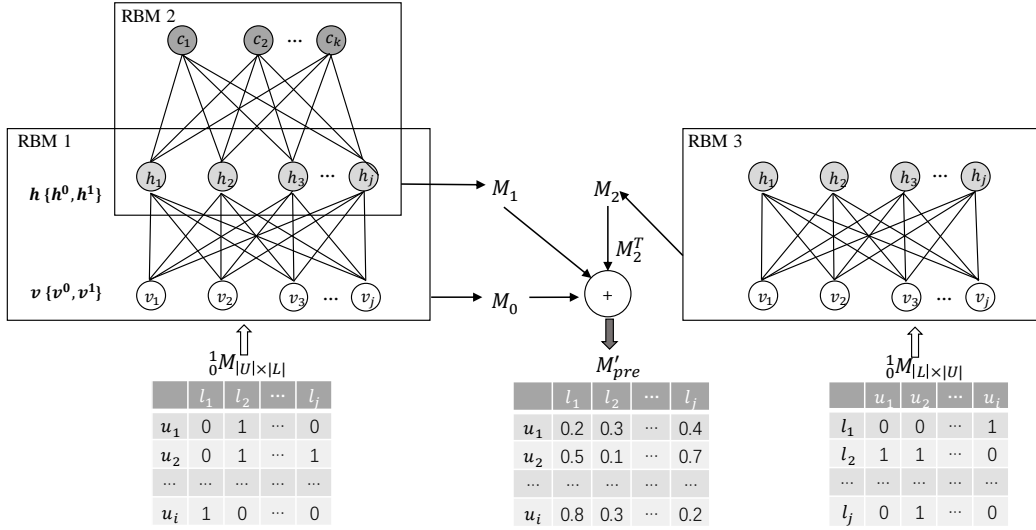 RBM 2
c₁ c₂ ··· cₖ
RBM 1
RBM 3
h {h⁰, h¹}
h₁ h₂ h₃ ··· hⱼ
M₁
M₂
h₁ h₂ h₃ ··· hⱼ
M₂ᵀ
v {v⁰, v¹}
v₁ v₂ v₃ ··· vⱼ
M₀
+
v₁ v₂ v₃ ··· vⱼ
¹₀M|U|×|L|
M′pre
¹₀M|L|×|U|
l₁ l₂ ··· lⱼ
u₁ 0 1 ··· 0
u₂ 0 1 ··· 1
··· ··· ··· ··· ···
uᵢ 1 0 ··· 0
l₁ l₂ ··· lⱼ
u₁ 0.2 0.3 ··· 0.4
u₂ 0.5 0.1 ··· 0.7
··· ··· ··· ··· ···
uᵢ 0.8 0.3 ··· 0.2
u₁ u₂ ··· uᵢ
l₁ 0 0 ··· 1
l₂ 1 1 ··· 0
··· ··· ··· ··· ···
lⱼ 0 1 ··· 0